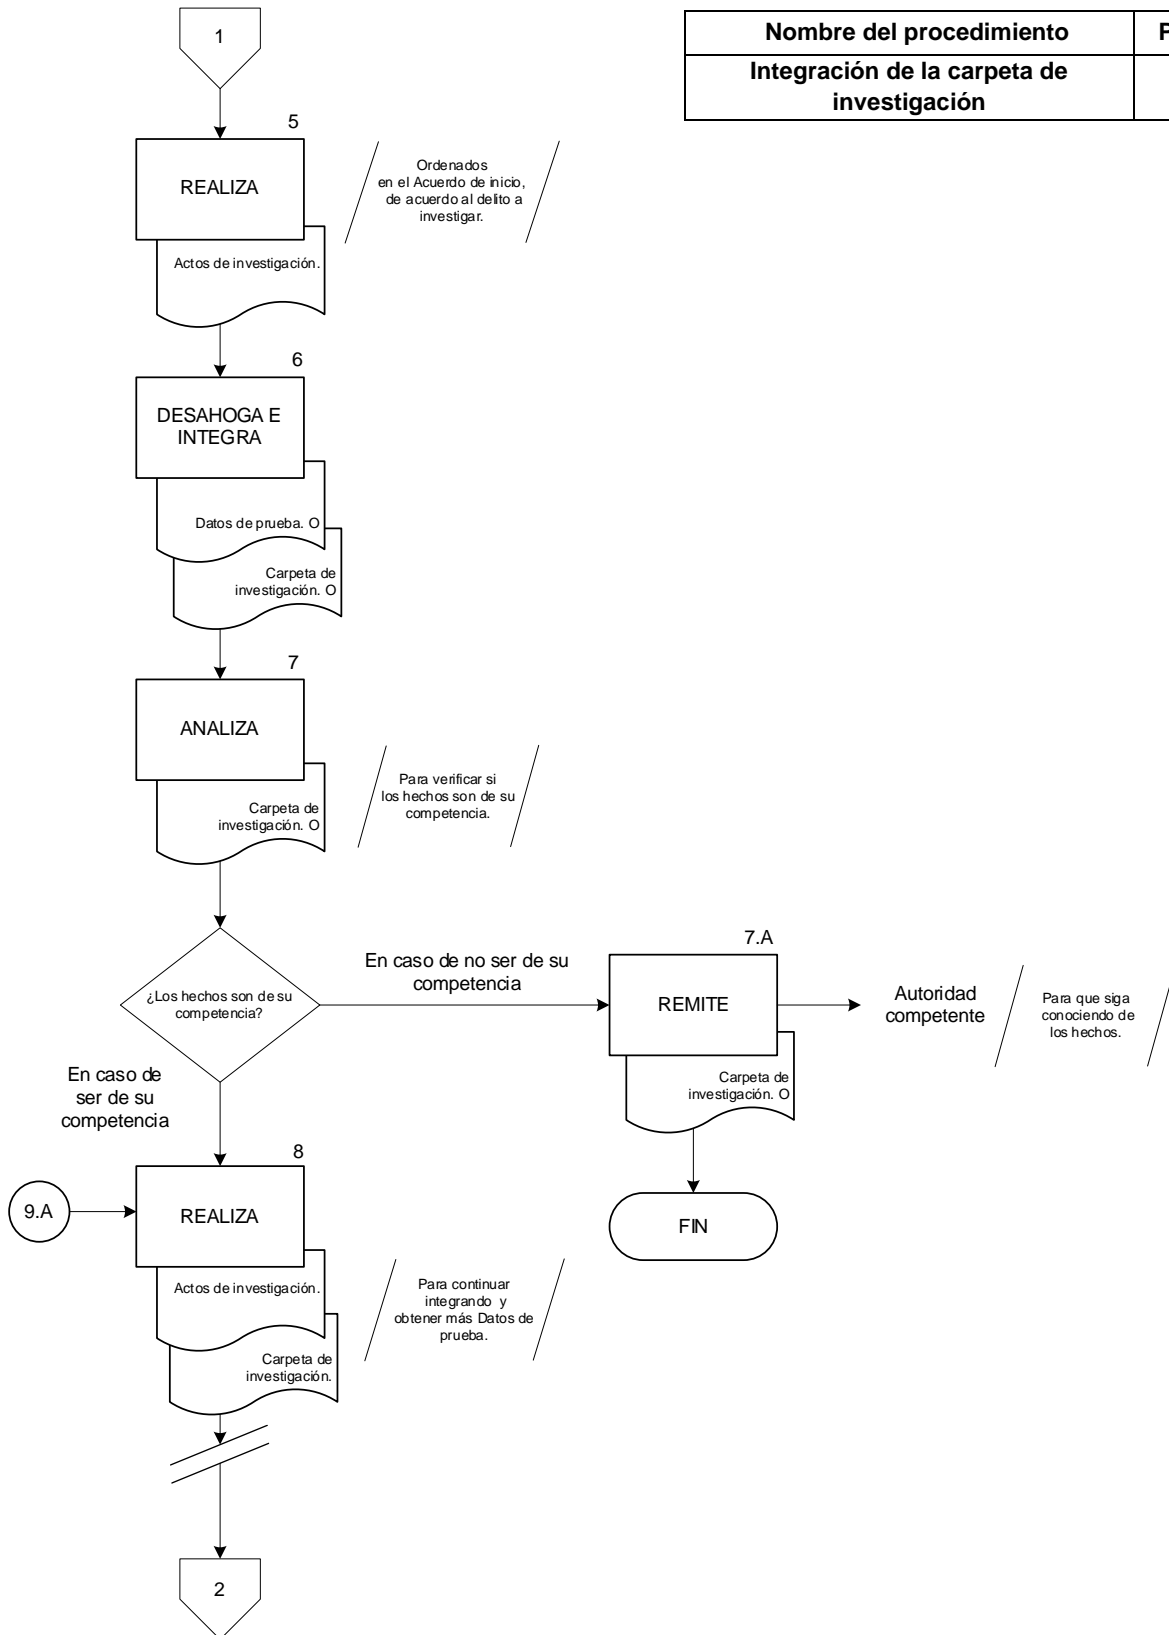 1
Nombre del procedimiento
P
Integración de la carpeta de
investigación
5
REALIZA
Ordenados
en el Acuerdo de inicio,
de acuerdo al delito a
investigar.
Actos de investigación.
6
DESAHOGA E
INTEGRA
Datos de prueba. O
Carpeta de
investigación. O
7
ANALIZA
Para verificar si
los hechos son de su
competencia.
Carpeta de
investigación. O
¿Los hechos son de su
competencia?
En caso de no ser de su
competencia
7.A
REMITE
Autoridad
competente
Para que siga
conociendo de
los hechos.
Carpeta de
investigación. O
FIN
En caso de
ser de su
competencia
8
9.A
REALIZA
Actos de investigación.
Para continuar
integrando y
obtener más Datos de
prueba.
Carpeta de
investigación.
2